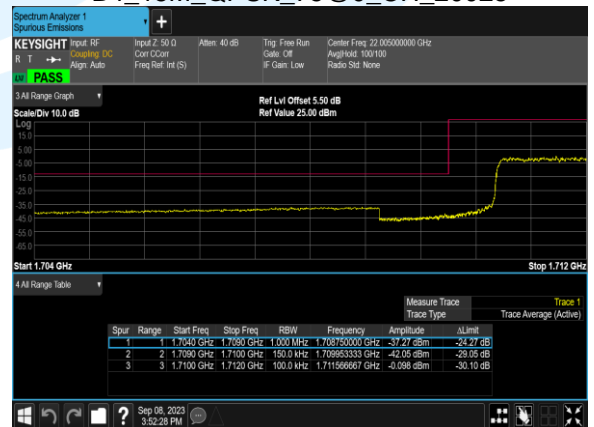 Spectrum Analyzer 1
Spurious Emissions
KEYSIGHT
R T
LV PASS
Input: RF
Coupling: DC
Align: Auto
Input Z: 50 Ω
Corr CCorr
Freq Ref: Int (S)
Atten: 40 dB
Trig: Free Run
Gate: Off
IF Gain: Low
Center Freq: 22.005000000 GHz
Avg|Hold: 100/100
Radio Std: None
3 All Range Graph
Scale/Div 10.0 dB
Ref Lvl Offset 5.50 dB
Ref Value 25.00 dBm
Log
15.0
5.00
-5.00
-15.0
-25.0
-35.0
-45.0
-55.0
-65.0
Start 1.704 GHz
Stop 1.712 GHz
4 All Range Table
Measure Trace Trace 1
Trace Type Trace Average (Active)
Spur Range Start Freq Stop Freq RBW Frequency Amplitude ΔLimit
1 1 1.7040 GHz 1.7090 GHz 1.000 MHz 1.708750000 GHz -37.27 dBm -24.27 dB
2 2 1.7090 GHz 1.7100 GHz 150.0 kHz 1.709953333 GHz -42.05 dBm -29.05 dB
3 3 1.7100 GHz 1.7120 GHz 100.0 kHz 1.711566667 GHz -0.098 dBm -30.10 dB
Sep 08, 2023
3:52:28 PM